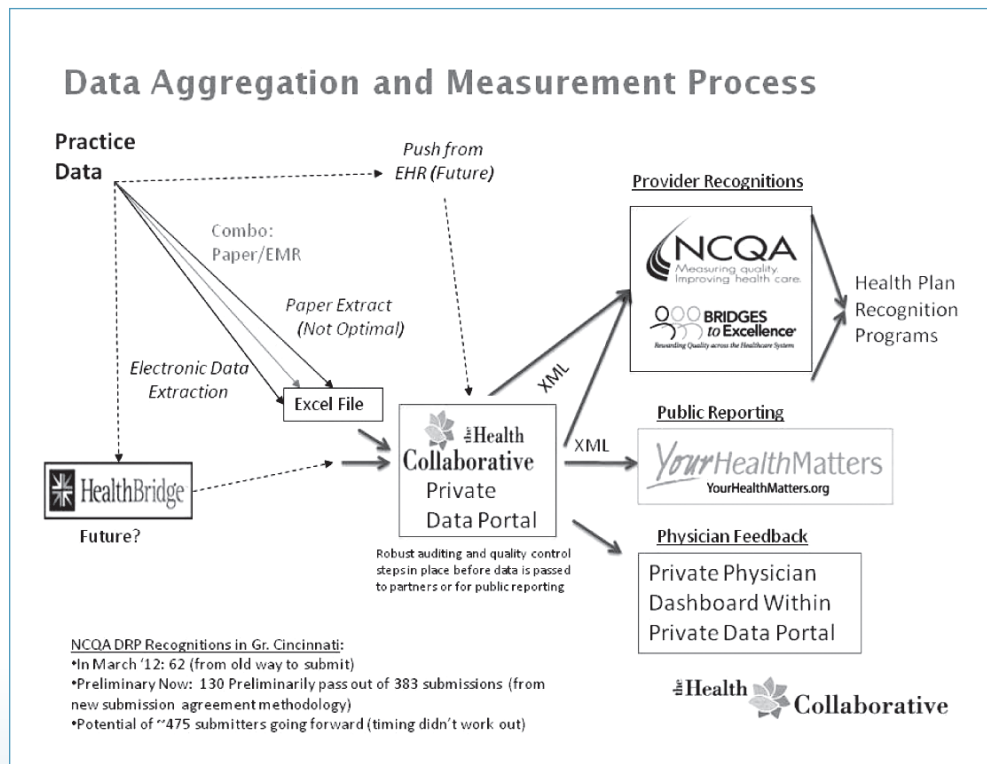 Data Aggregation and Measurement Process
Practice
Data
Push from
EHR (Future)
Combo:
Paper/EMR
Paper Extract
(Not Optimal)
Electronic Data
Extraction
Excel File
HealthBridge
Future?
the Health
Collaborative
Private
Data Portal
Robust auditing and quality control
steps in place before data is passed
to partners or for public reporting
XML
XML
Provider Recognitions
NCQA
Measuring quality.
Improving health care.
BRIDGES
to Excellence
Rewarding Quality across the Healthcare System
Health Plan
Recognition
Programs
Public Reporting
YourHealthMatters
YourHealthMatters.org
Physician Feedback
Private Physician
Dashboard Within
Private Data Portal
NCQA DRP Recognitions in Gr. Cincinnati:
•In March '12: 62 (from old way to submit)
•Preliminary Now: 130 Preliminarily pass out of 383 submissions (from
new submission agreement methodology)
•Potential of ~475 submitters going forward (timing didn't work out)
the Health
Collaborative